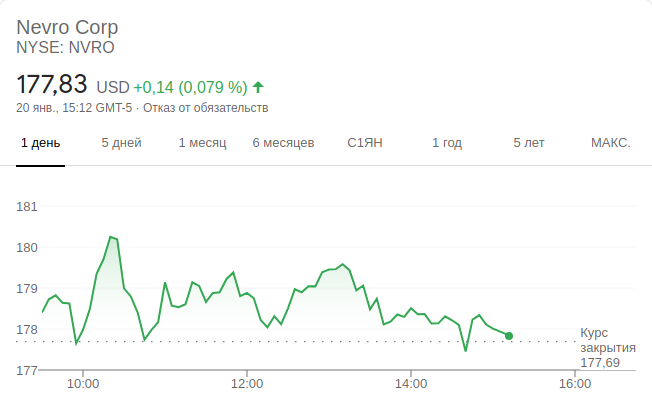 Nevro Corp
NYSE: NVRO
177,83 USD +0,14 (0,079 %)
20 янв., 15:12 GMT-5 · Отказ от обязательств
1 день 5 дней 1 месяц 6 месяцев С1ЯН 1 год 5 лет МАКС.
181
180
179
178
177
Курс
закрытия
177,69
10:00 12:00 14:00 16:00